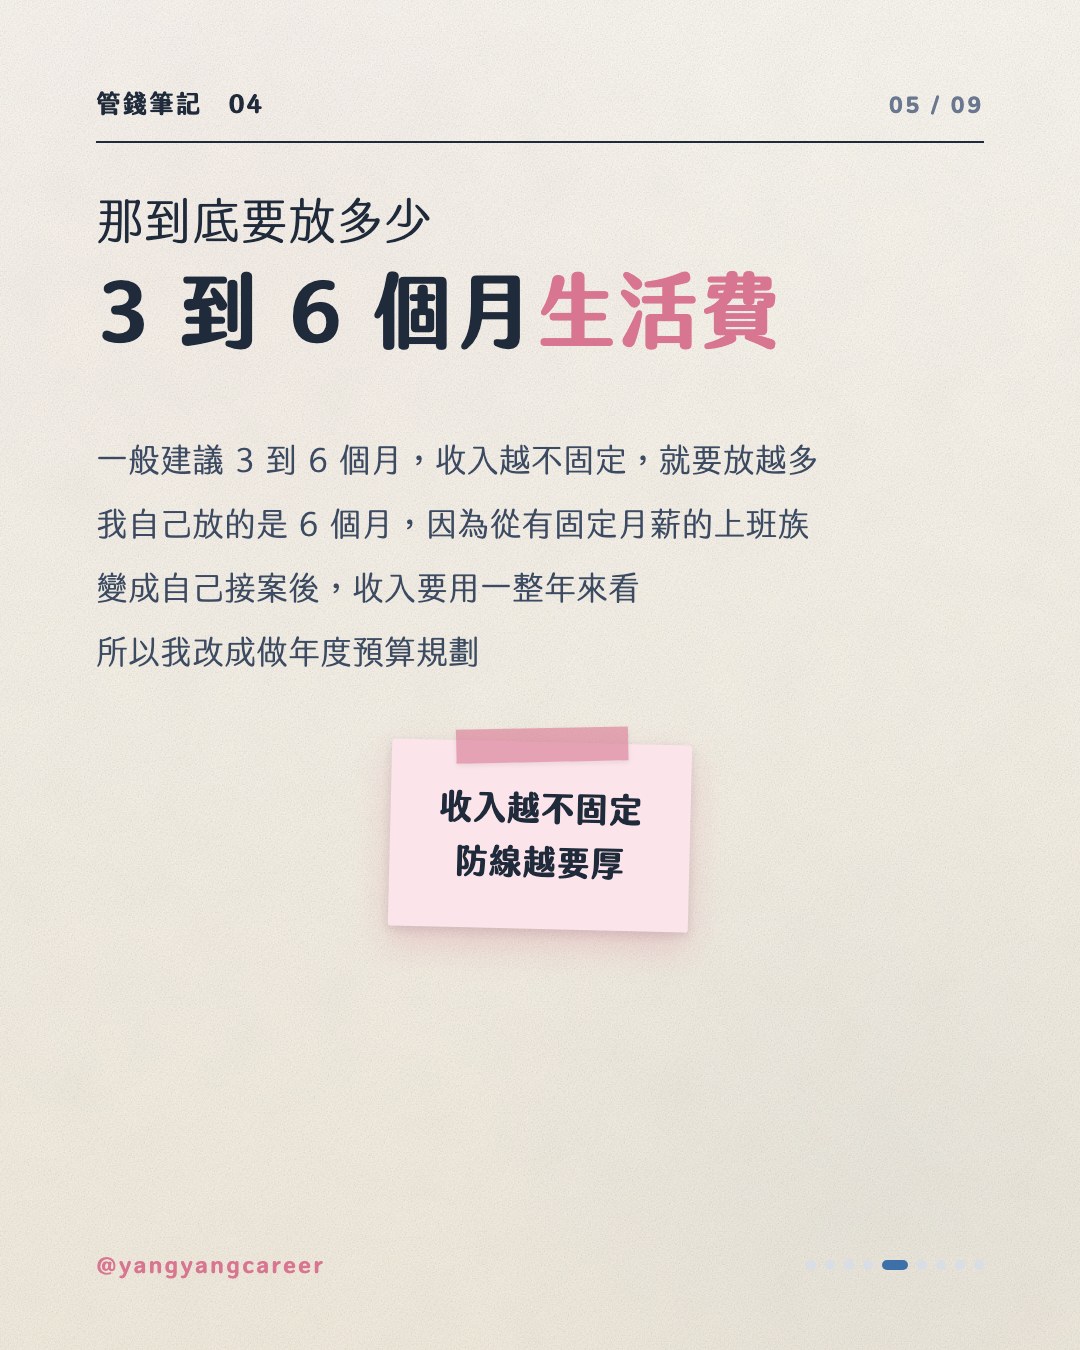 管錢筆記 04
05 / 09
那到底要放多少
3 到 6 個月生活費
一般建議 3 到 6 個月，收入越不固定，就要放越多
我自己放的是 6 個月，因為從有固定月薪的上班族
變成自己接案後，收入要用一整年來看
所以我改成做年度預算規劃
收入越不固定
防線越要厚
@yangyangcareer